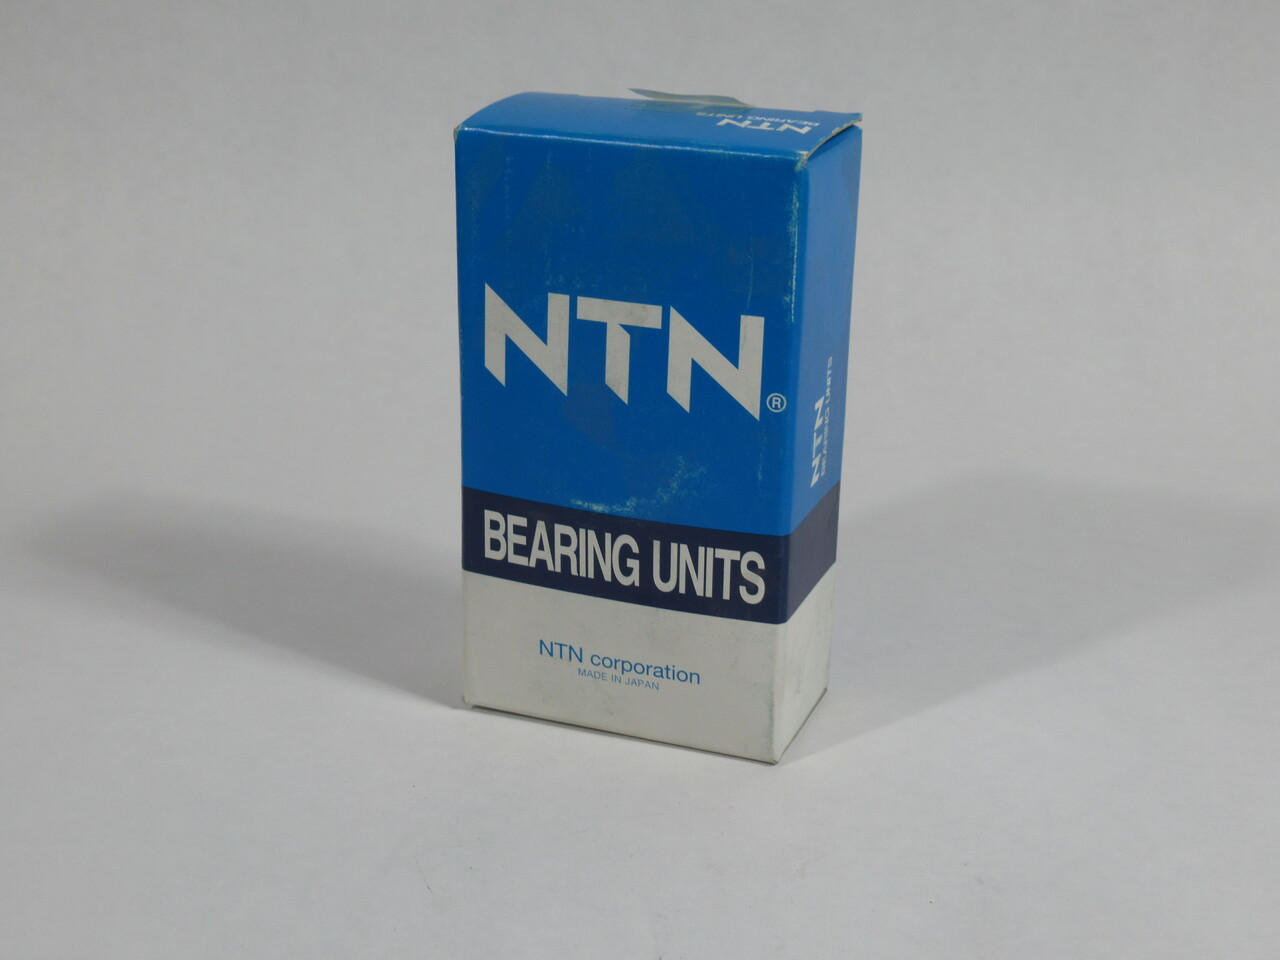 NTN
BEARING UNITS
NTN®
BEARING UNITS
NTN corporation
MADE IN JAPAN
NTN
BEARING UNITS